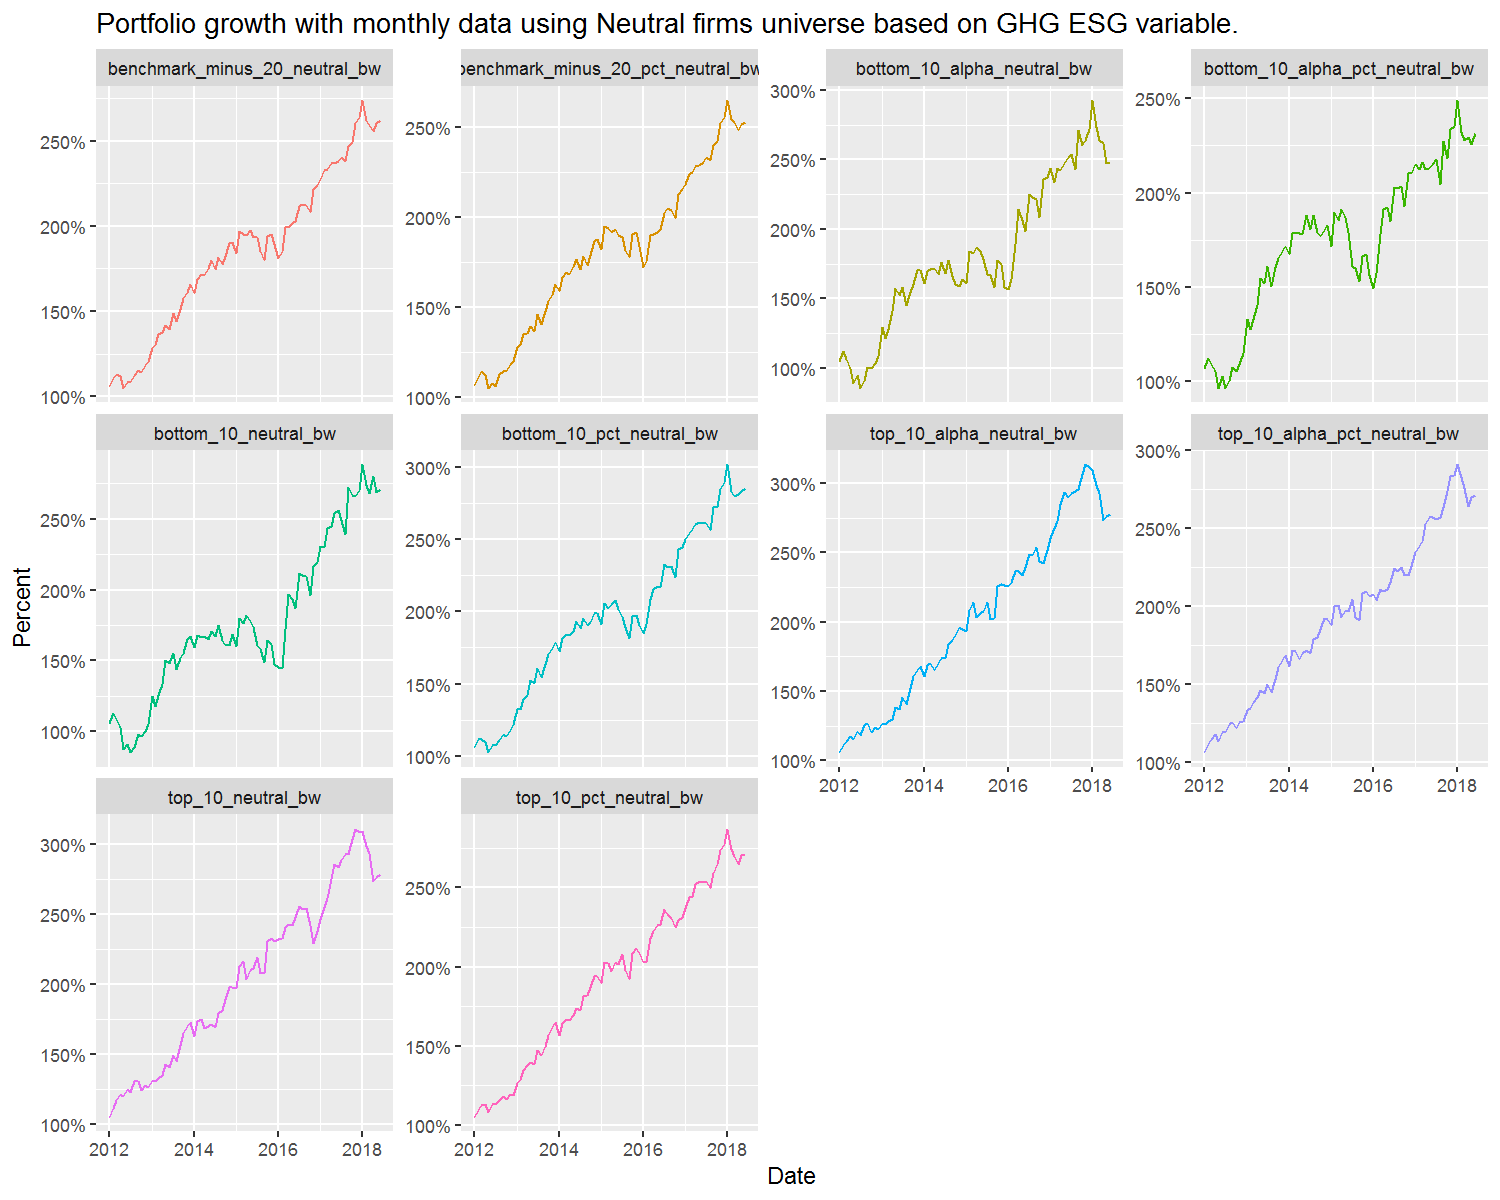 Portfolio growth with monthly data using Neutral firms universe based on GHG ESG variable.
benchmark_minus_20_neutral_bw
benchmark_minus_20_pct_neutral_bw
bottom_10_alpha_neutral_bw
bottom_10_alpha_pct_neutral_bw
250%
200%
150%
100%
250%
200%
150%
100%
300%
250%
200%
150%
100%
250%
200%
150%
100%
bottom_10_neutral_bw
bottom_10_pct_neutral_bw
top_10_alpha_neutral_bw
top_10_alpha_pct_neutral_bw
250%
200%
150%
100%
300%
250%
200%
150%
100%
300%
250%
200%
150%
100%
2012 2014 2016 2018
300%
250%
200%
150%
100%
2012 2014 2016 2018
top_10_neutral_bw
top_10_pct_neutral_bw
300%
250%
200%
150%
100%
2012 2014 2016 2018
250%
200%
150%
100%
2012 2014 2016 2018
Percent
Date